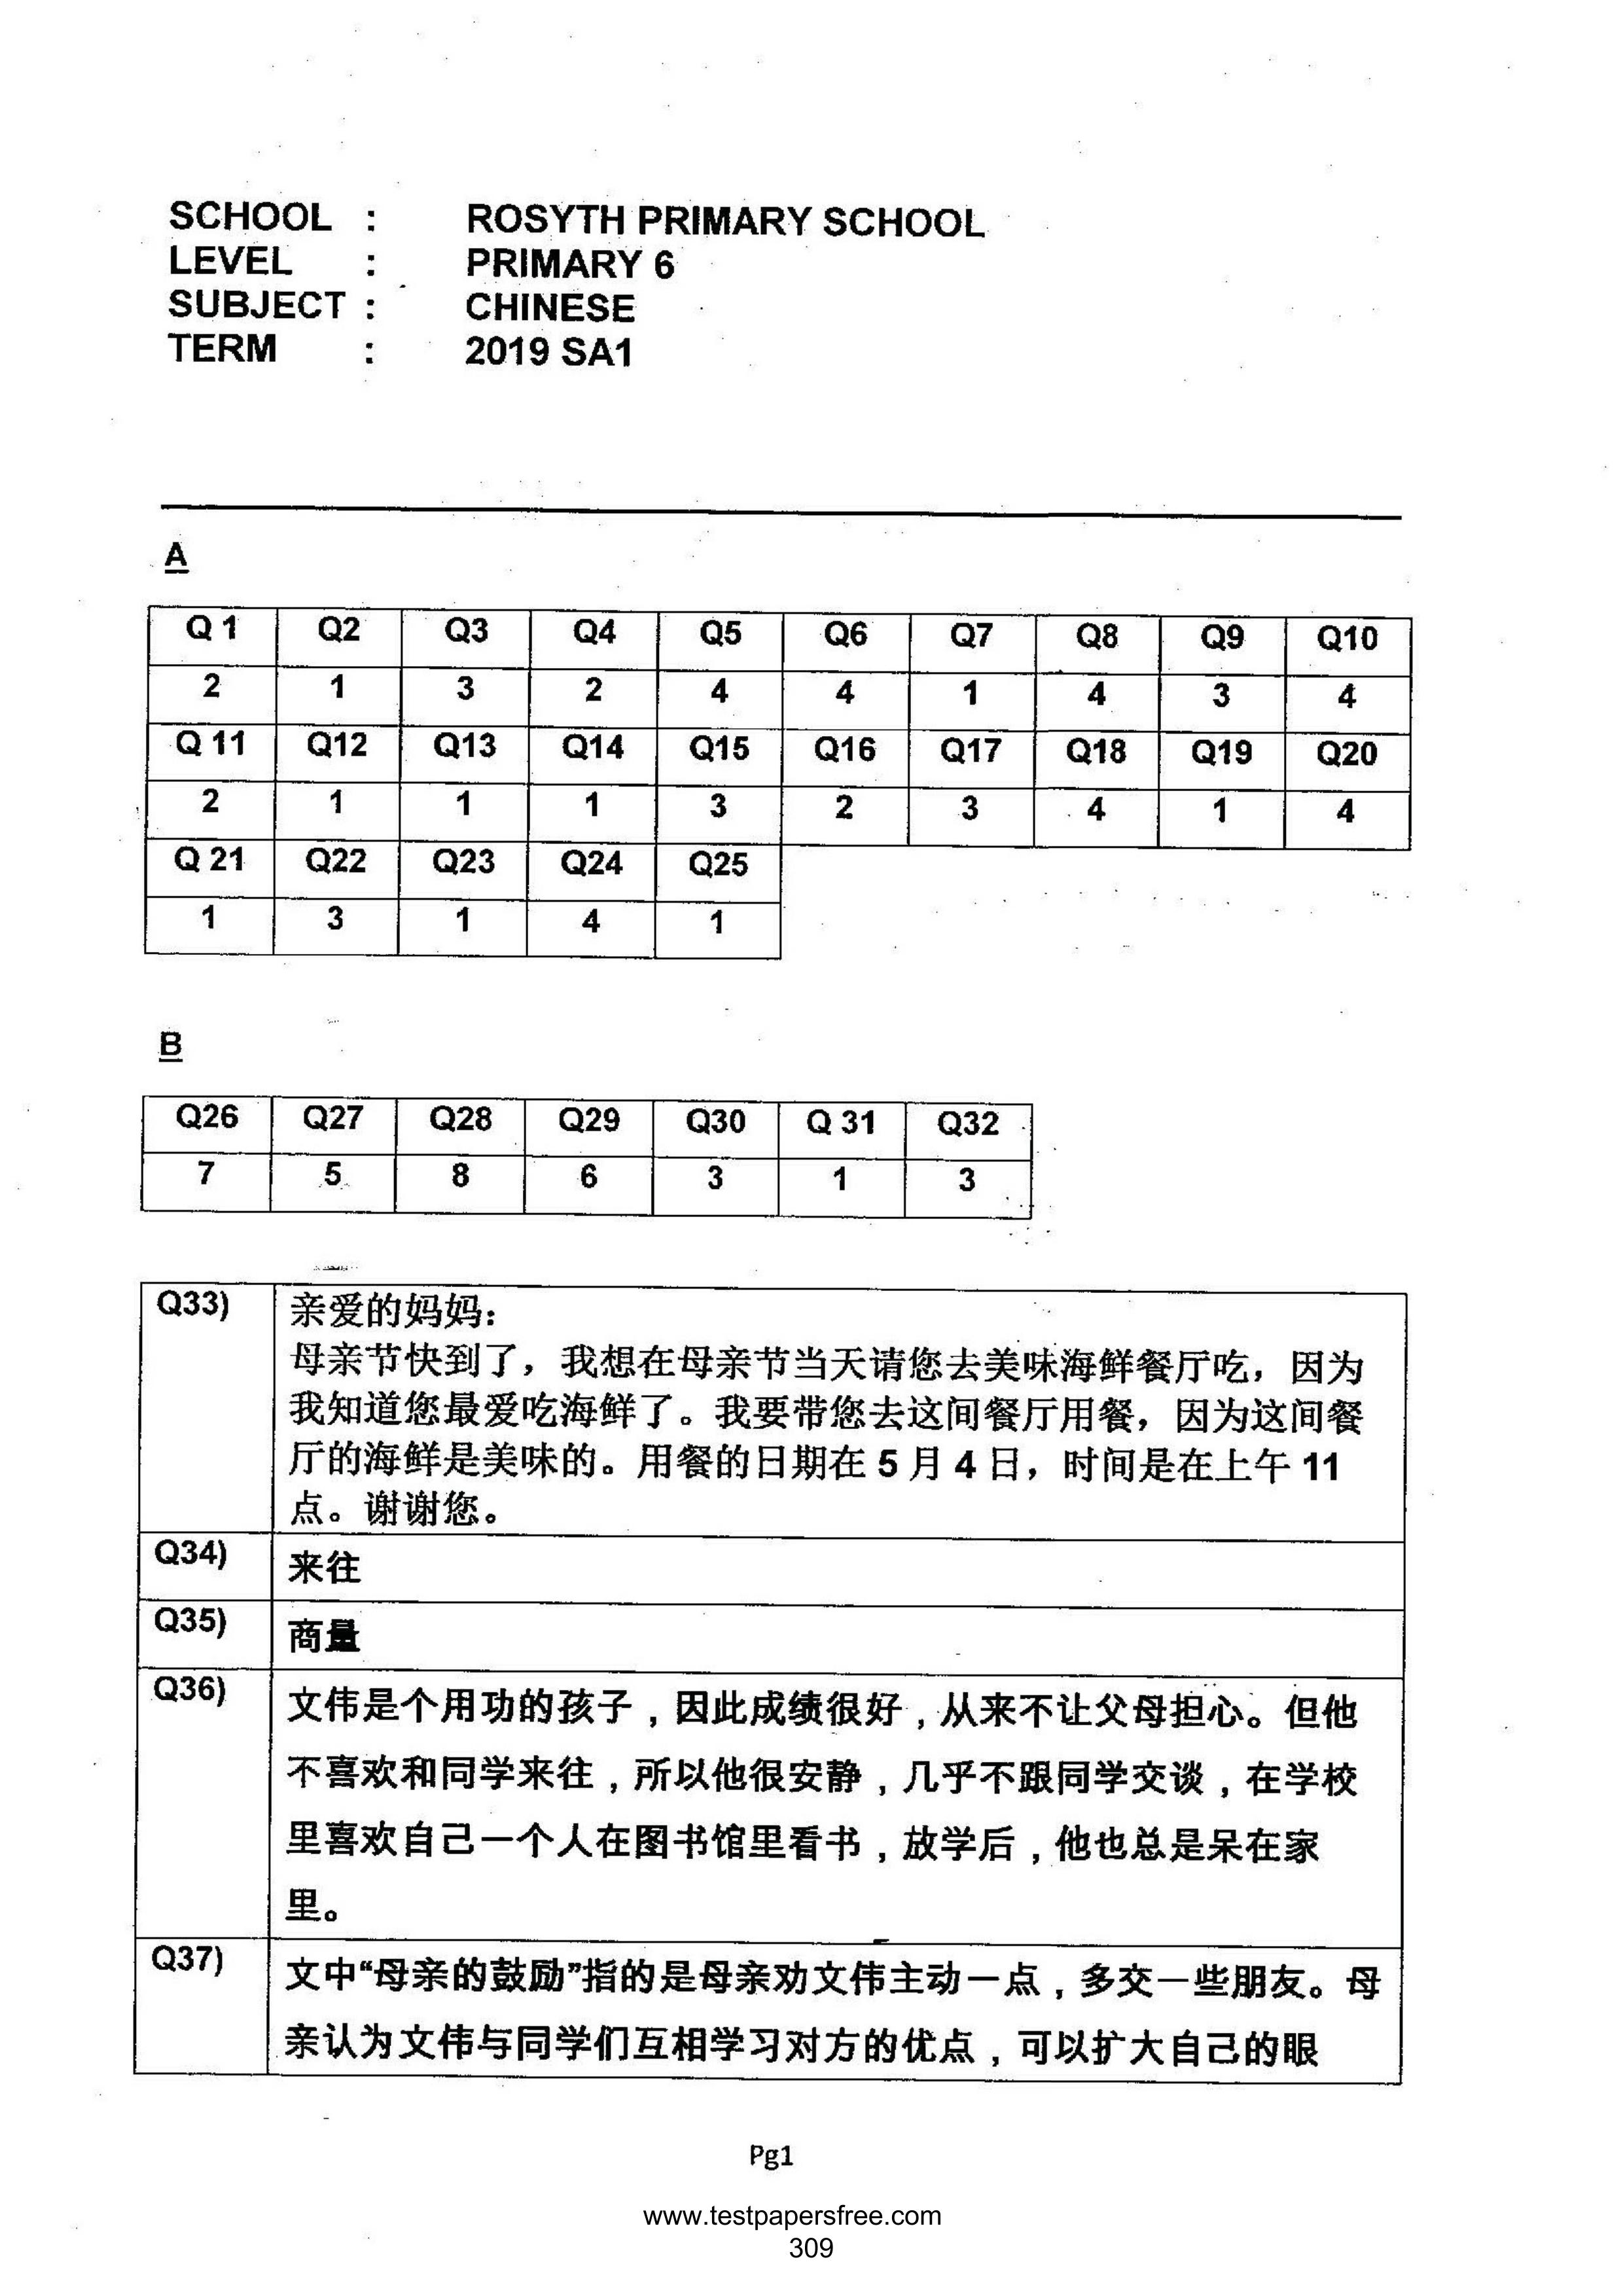 SCHOOL : ROSYTH PRIMARY SCHOOL
LEVEL : PRIMARY 6
SUBJECT : CHINESE
TERM : 2019 SA1
A
Q 1 Q2 Q3 Q4 Q5 Q6 Q7 Q8 Q9 Q10
2 1 3 2 4 4 1 4 3 4
Q 11 Q12 Q13 Q14 Q15 Q16 Q17 Q18 Q19 Q20
2 1 1 1 3 2 3 4 1 4
Q 21 Q22 Q23 Q24 Q25
1 3 1 4 1
B
Q26 Q27 Q28 Q29 Q30 Q 31 Q32
7 5 8 6 3 1 3
Q33) 亲爱的妈妈：
母亲节快到了，我想在母亲节当天请您去美味海鲜餐厅吃，因为
我知道您最爱吃海鲜了。我要带您去这间餐厅用餐，因为这间餐
厅的海鲜是美味的。用餐的日期在 5 月 4 日，时间是在上午 11
点。谢谢您。
Q34) 来往
Q35) 商量
Q36) 文伟是个用功的孩子，因此成绩很好，从来不让父母担心。但他
不喜欢和同学来往，所以他很安静，几乎不跟同学交谈，在学校
里喜欢自己一个人在图书馆里看书，放学后，他也总是呆在家
里。
Q37) 文中“母亲的鼓励”指的是母亲劝文伟主动一点，多交一些朋友。母
亲认为文伟与同学们互相学习对方的优点，可以扩大自己的眼
Pg1
www.testpapersfree.com
309